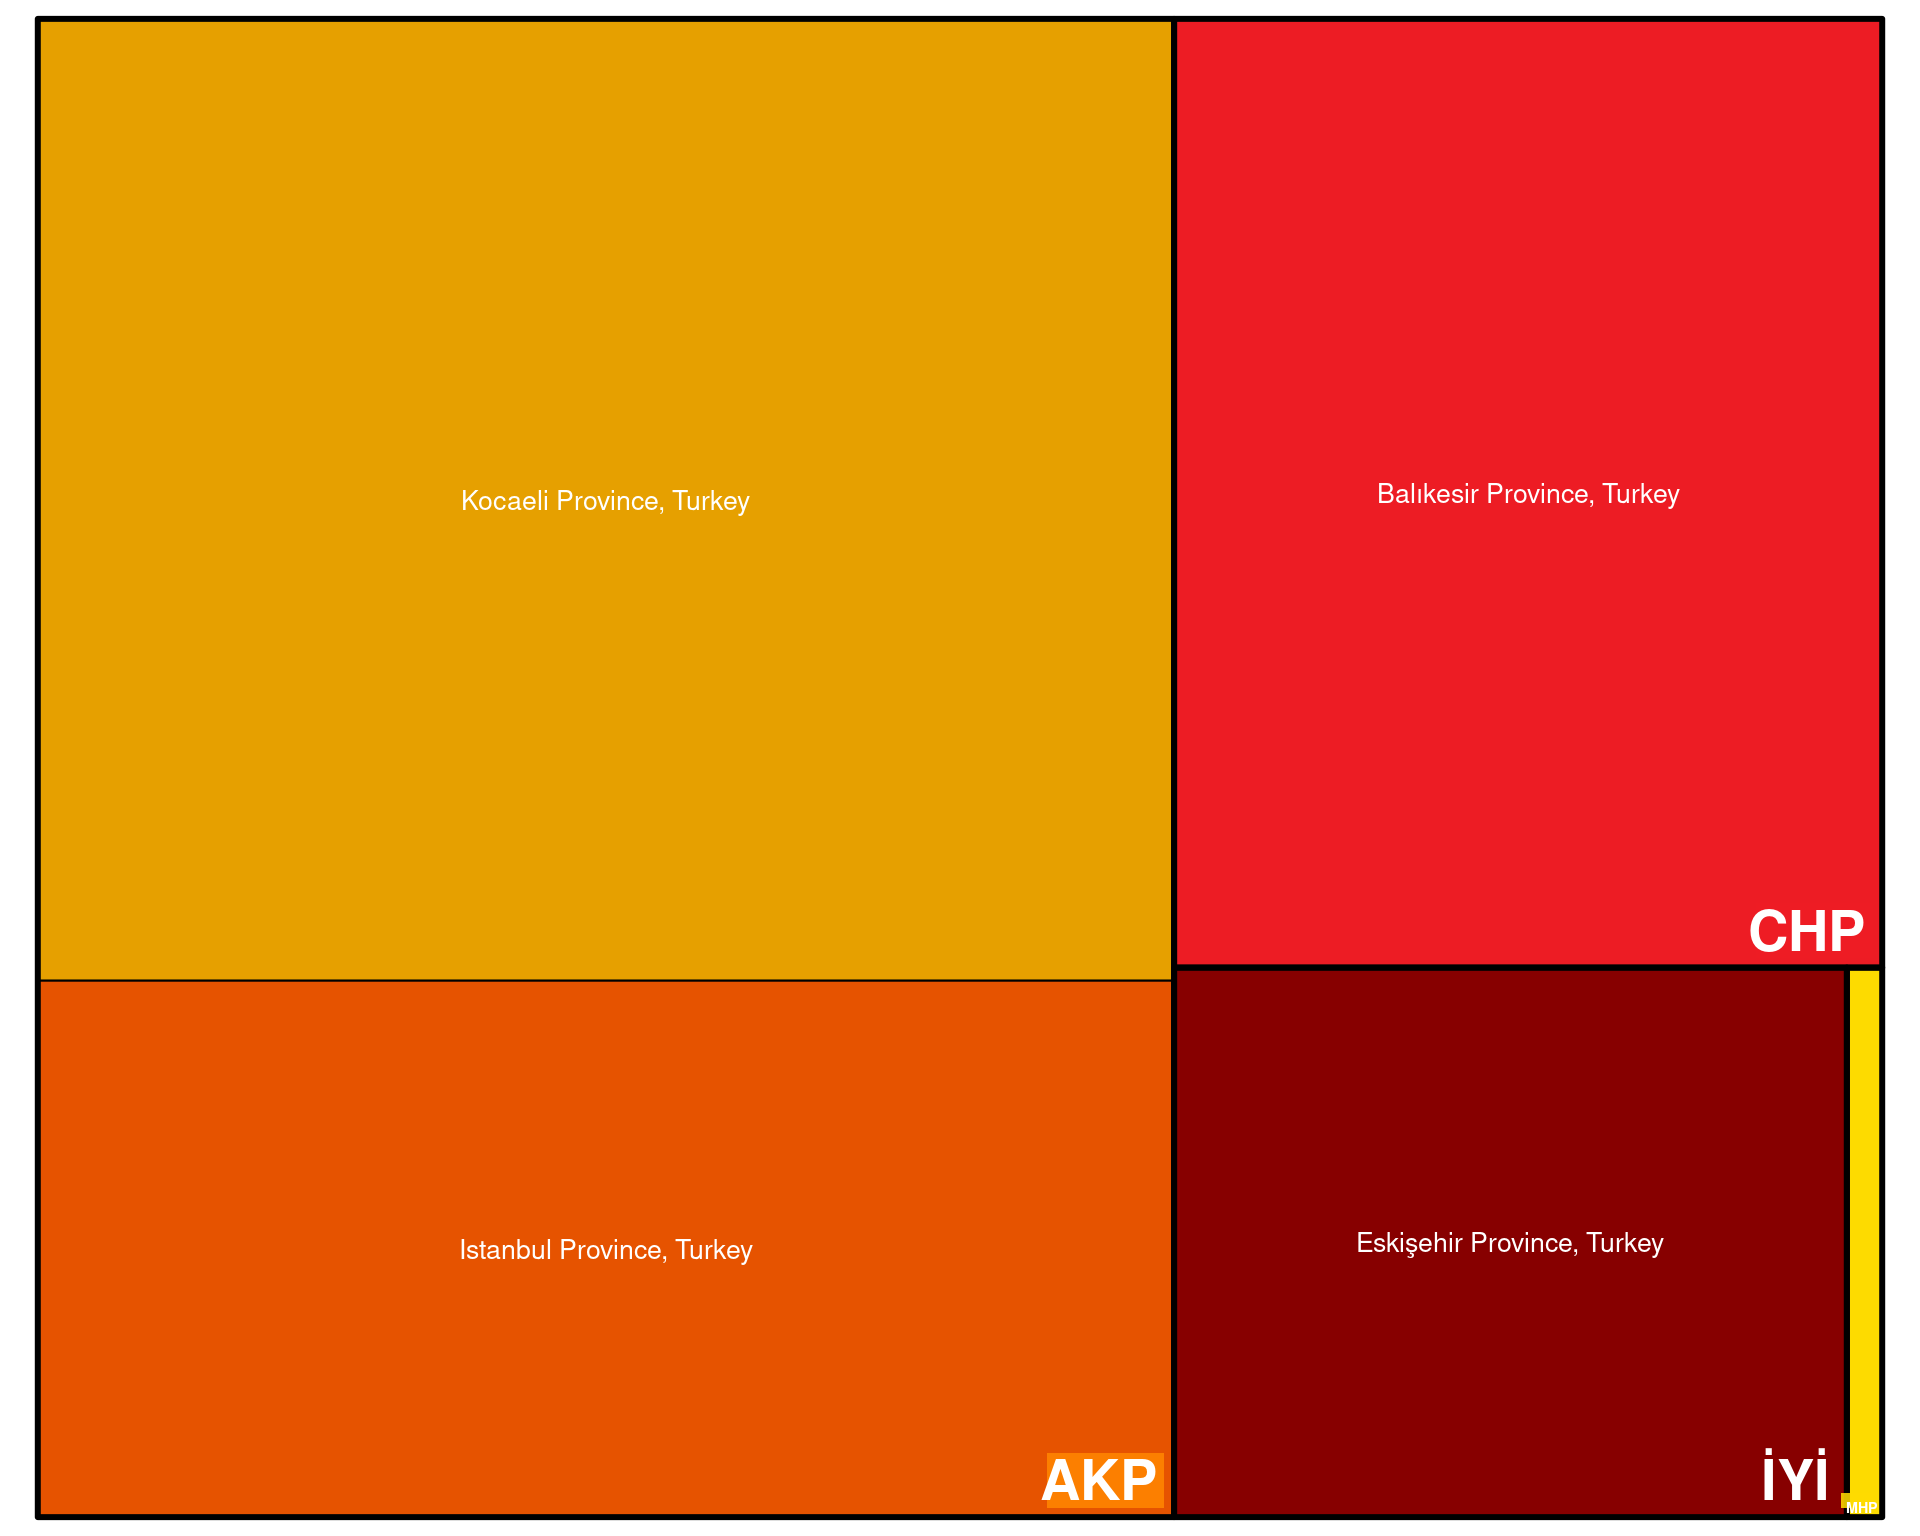 Kocaeli Province, Turkey
Istanbul Province, Turkey
AKP
Balıkesir Province, Turkey
CHP
Eskişehir Province, Turkey
İYİ
MHP